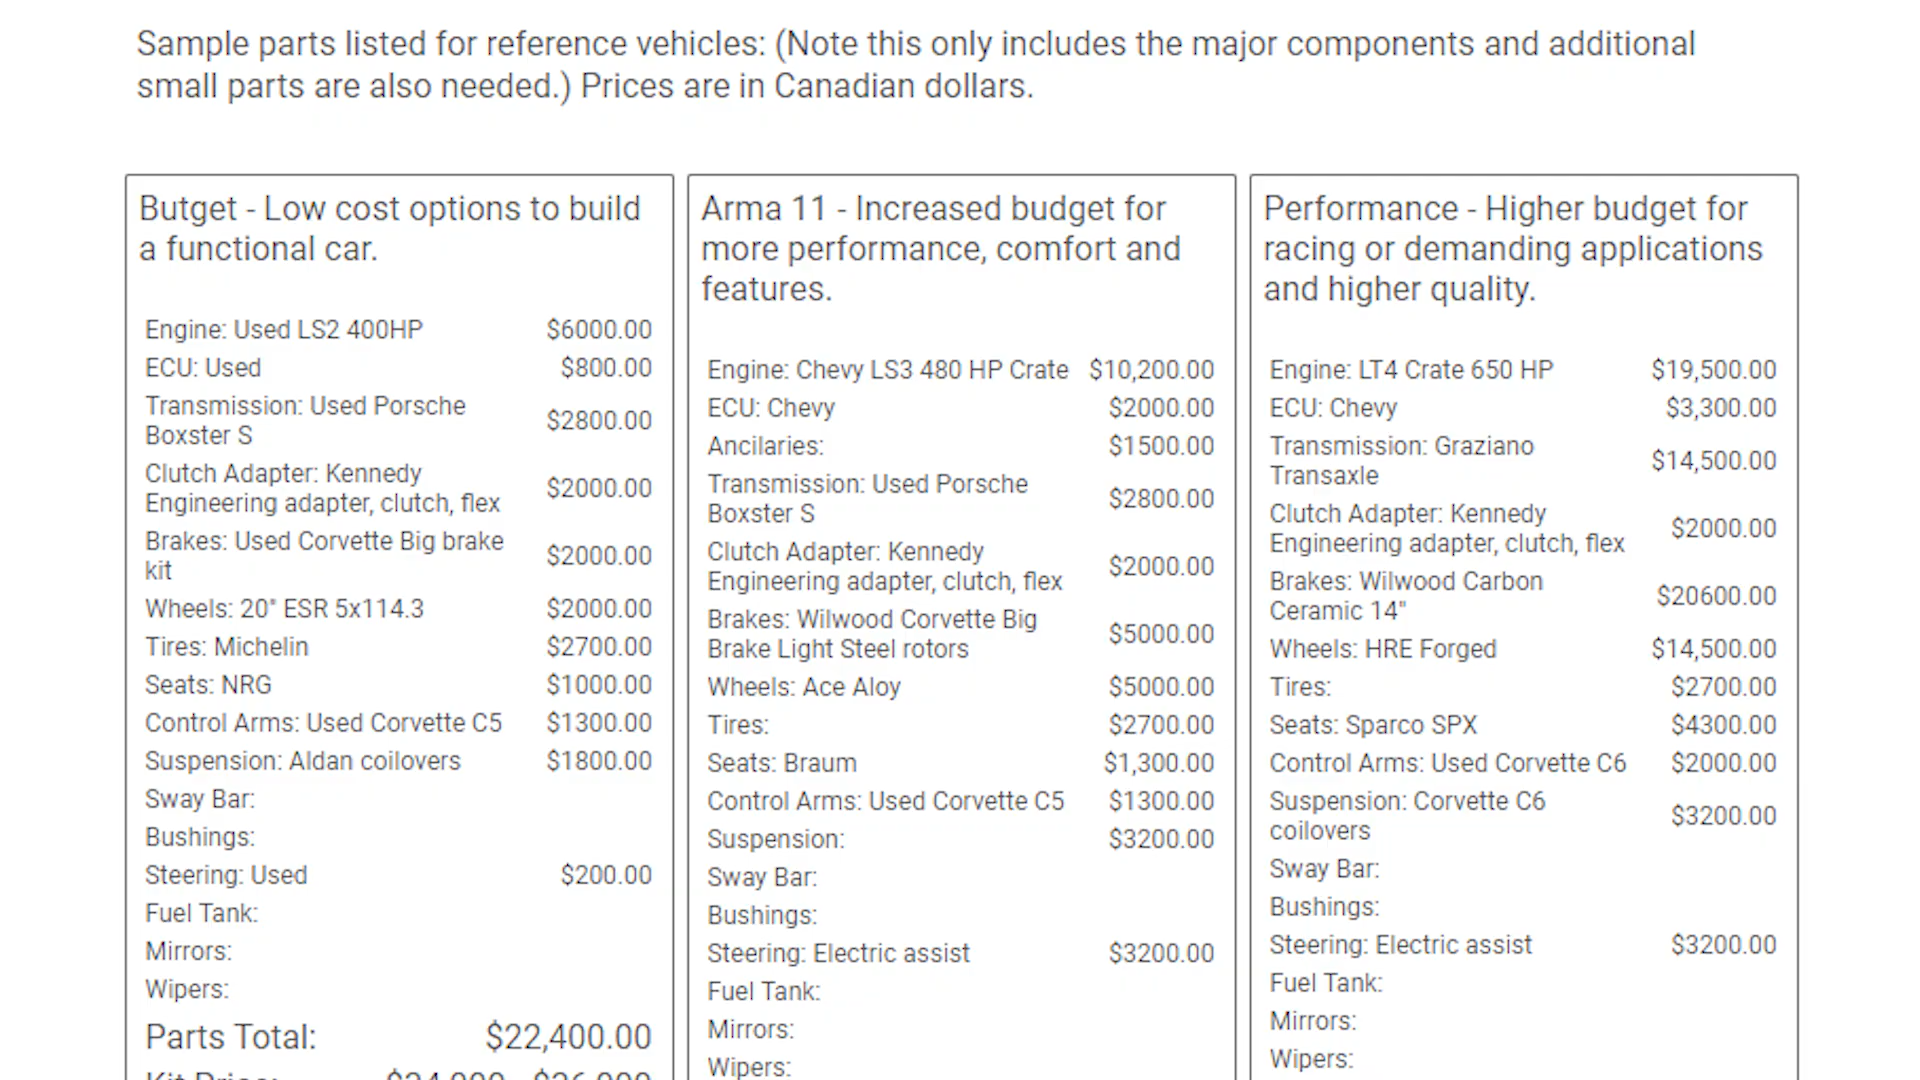 Sample parts listed for reference vehicles: (Note this only includes the major components and additional
small parts are also needed.) Prices are in Canadian dollars.
Butget - Low cost options to build
a functional car.
Engine: Used LS2 400HP $6000.00
ECU: Used $800.00
Transmission: Used Porsche
Boxster S $2800.00
Clutch Adapter: Kennedy
Engineering adapter, clutch, flex $2000.00
Brakes: Used Corvette Big brake
kit $2000.00
Wheels: 20" ESR 5x114.3 $2000.00
Tires: Michelin $2700.00
Seats: NRG $1000.00
Control Arms: Used Corvette C5 $1300.00
Suspension: Aldan coilovers $1800.00
Sway Bar:
Bushings:
Steering: Used $200.00
Fuel Tank:
Mirrors:
Wipers:
Parts Total: $22,400.00
Arma 11 - Increased budget for
more performance, comfort and
features.
Engine: Chevy LS3 480 HP Crate $10,200.00
ECU: Chevy $2000.00
Ancilaries: $1500.00
Transmission: Used Porsche
Boxster S $2800.00
Clutch Adapter: Kennedy
Engineering adapter, clutch, flex $2000.00
Brakes: Wilwood Corvette Big
Brake Light Steel rotors $5000.00
Wheels: Ace Aloy $5000.00
Tires: $2700.00
Seats: Braum $1,300.00
Control Arms: Used Corvette C5 $1300.00
Suspension: $3200.00
Sway Bar:
Bushings:
Steering: Electric assist $3200.00
Fuel Tank:
Mirrors:
Wipers:
Performance - Higher budget for
racing or demanding applications
and higher quality.
Engine: LT4 Crate 650 HP $19,500.00
ECU: Chevy $3,300.00
Transmission: Graziano
Transaxle $14,500.00
Clutch Adapter: Kennedy
Engineering adapter, clutch, flex $2000.00
Brakes: Wilwood Carbon
Ceramic 14" $20600.00
Wheels: HRE Forged $14,500.00
Tires: $2700.00
Seats: Sparco SPX $4300.00
Control Arms: Used Corvette C6 $2000.00
Suspension: Corvette C6
coilovers $3200.00
Sway Bar:
Bushings:
Steering: Electric assist $3200.00
Fuel Tank:
Mirrors:
Wipers: